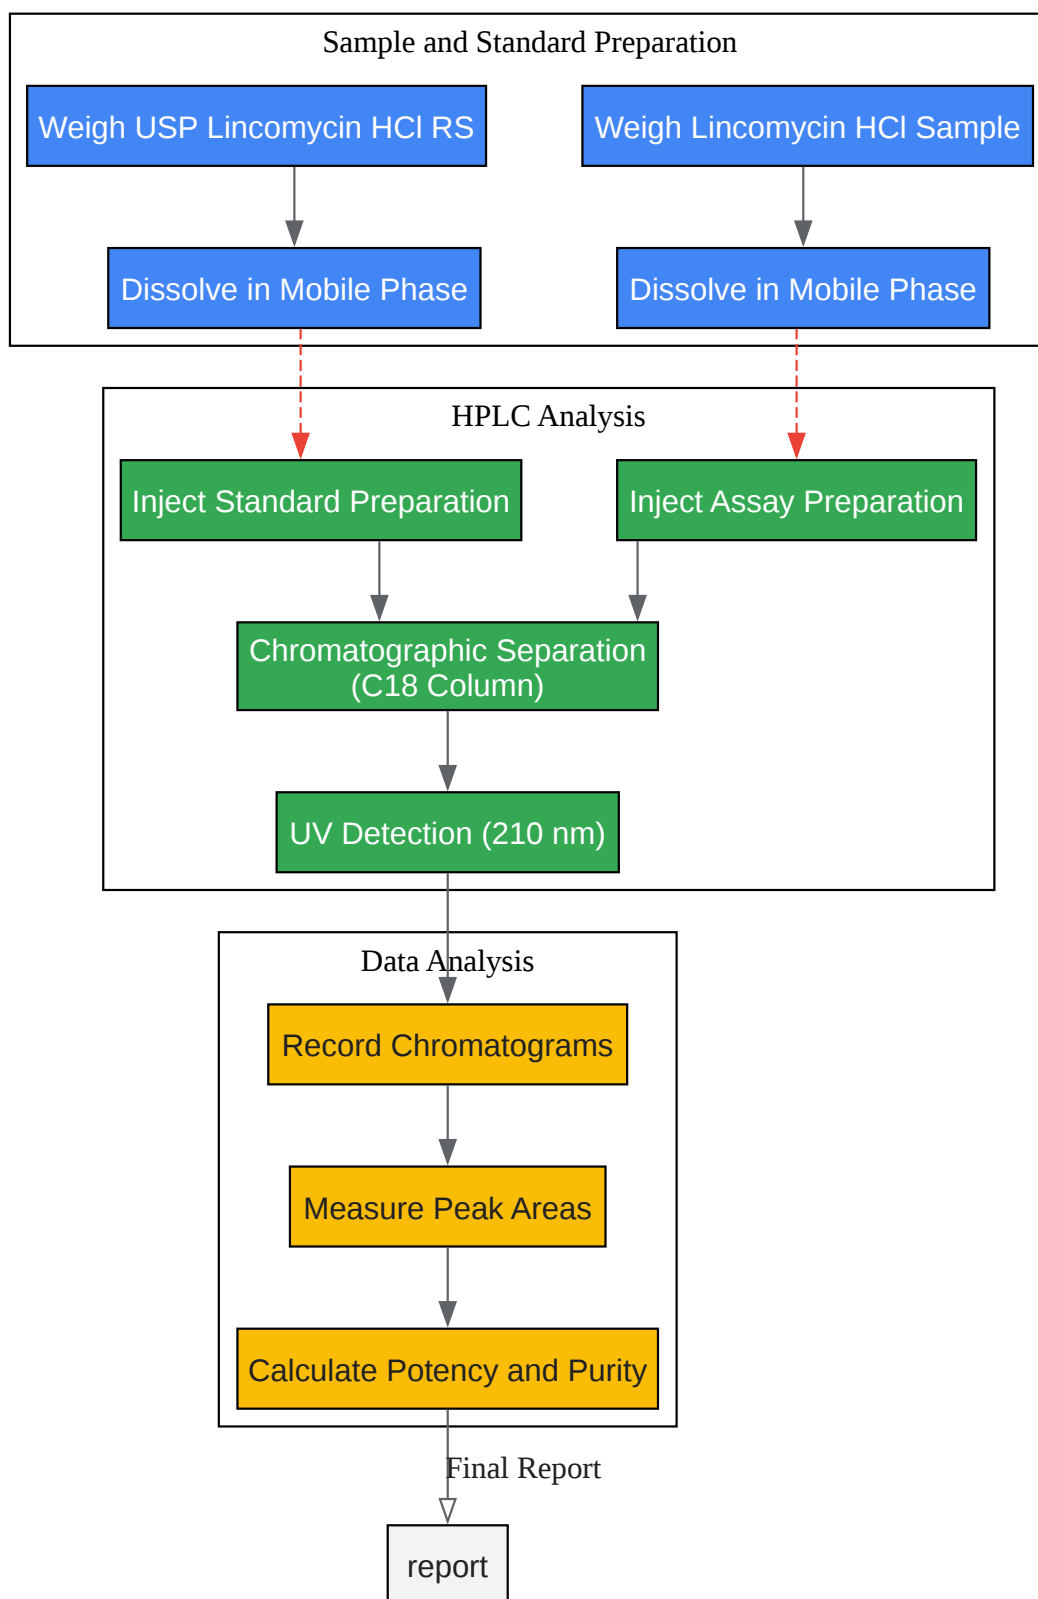 Sample and Standard Preparation
Weigh USP Lincomycin HCl RS
Weigh Lincomycin HCl Sample
Dissolve in Mobile Phase
Dissolve in Mobile Phase
HPLC Analysis
Inject Standard Preparation
Inject Assay Preparation
Chromatographic Separation
(C18 Column)
UV Detection (210 nm)
Data Analysis
Record Chromatograms
Measure Peak Areas
Calculate Potency and Purity
Final Report
report